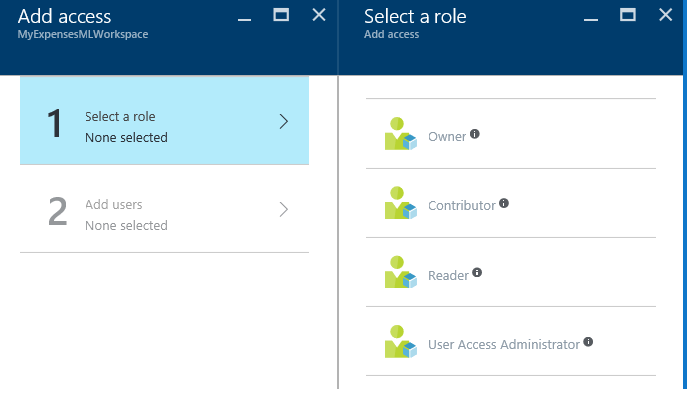 Add access
MyExpensesMLWorkspace
1
Select a role
None selected
2
Add users
None selected
Select a role
Add access
Owner
Contributor
Reader
User Access Administrator